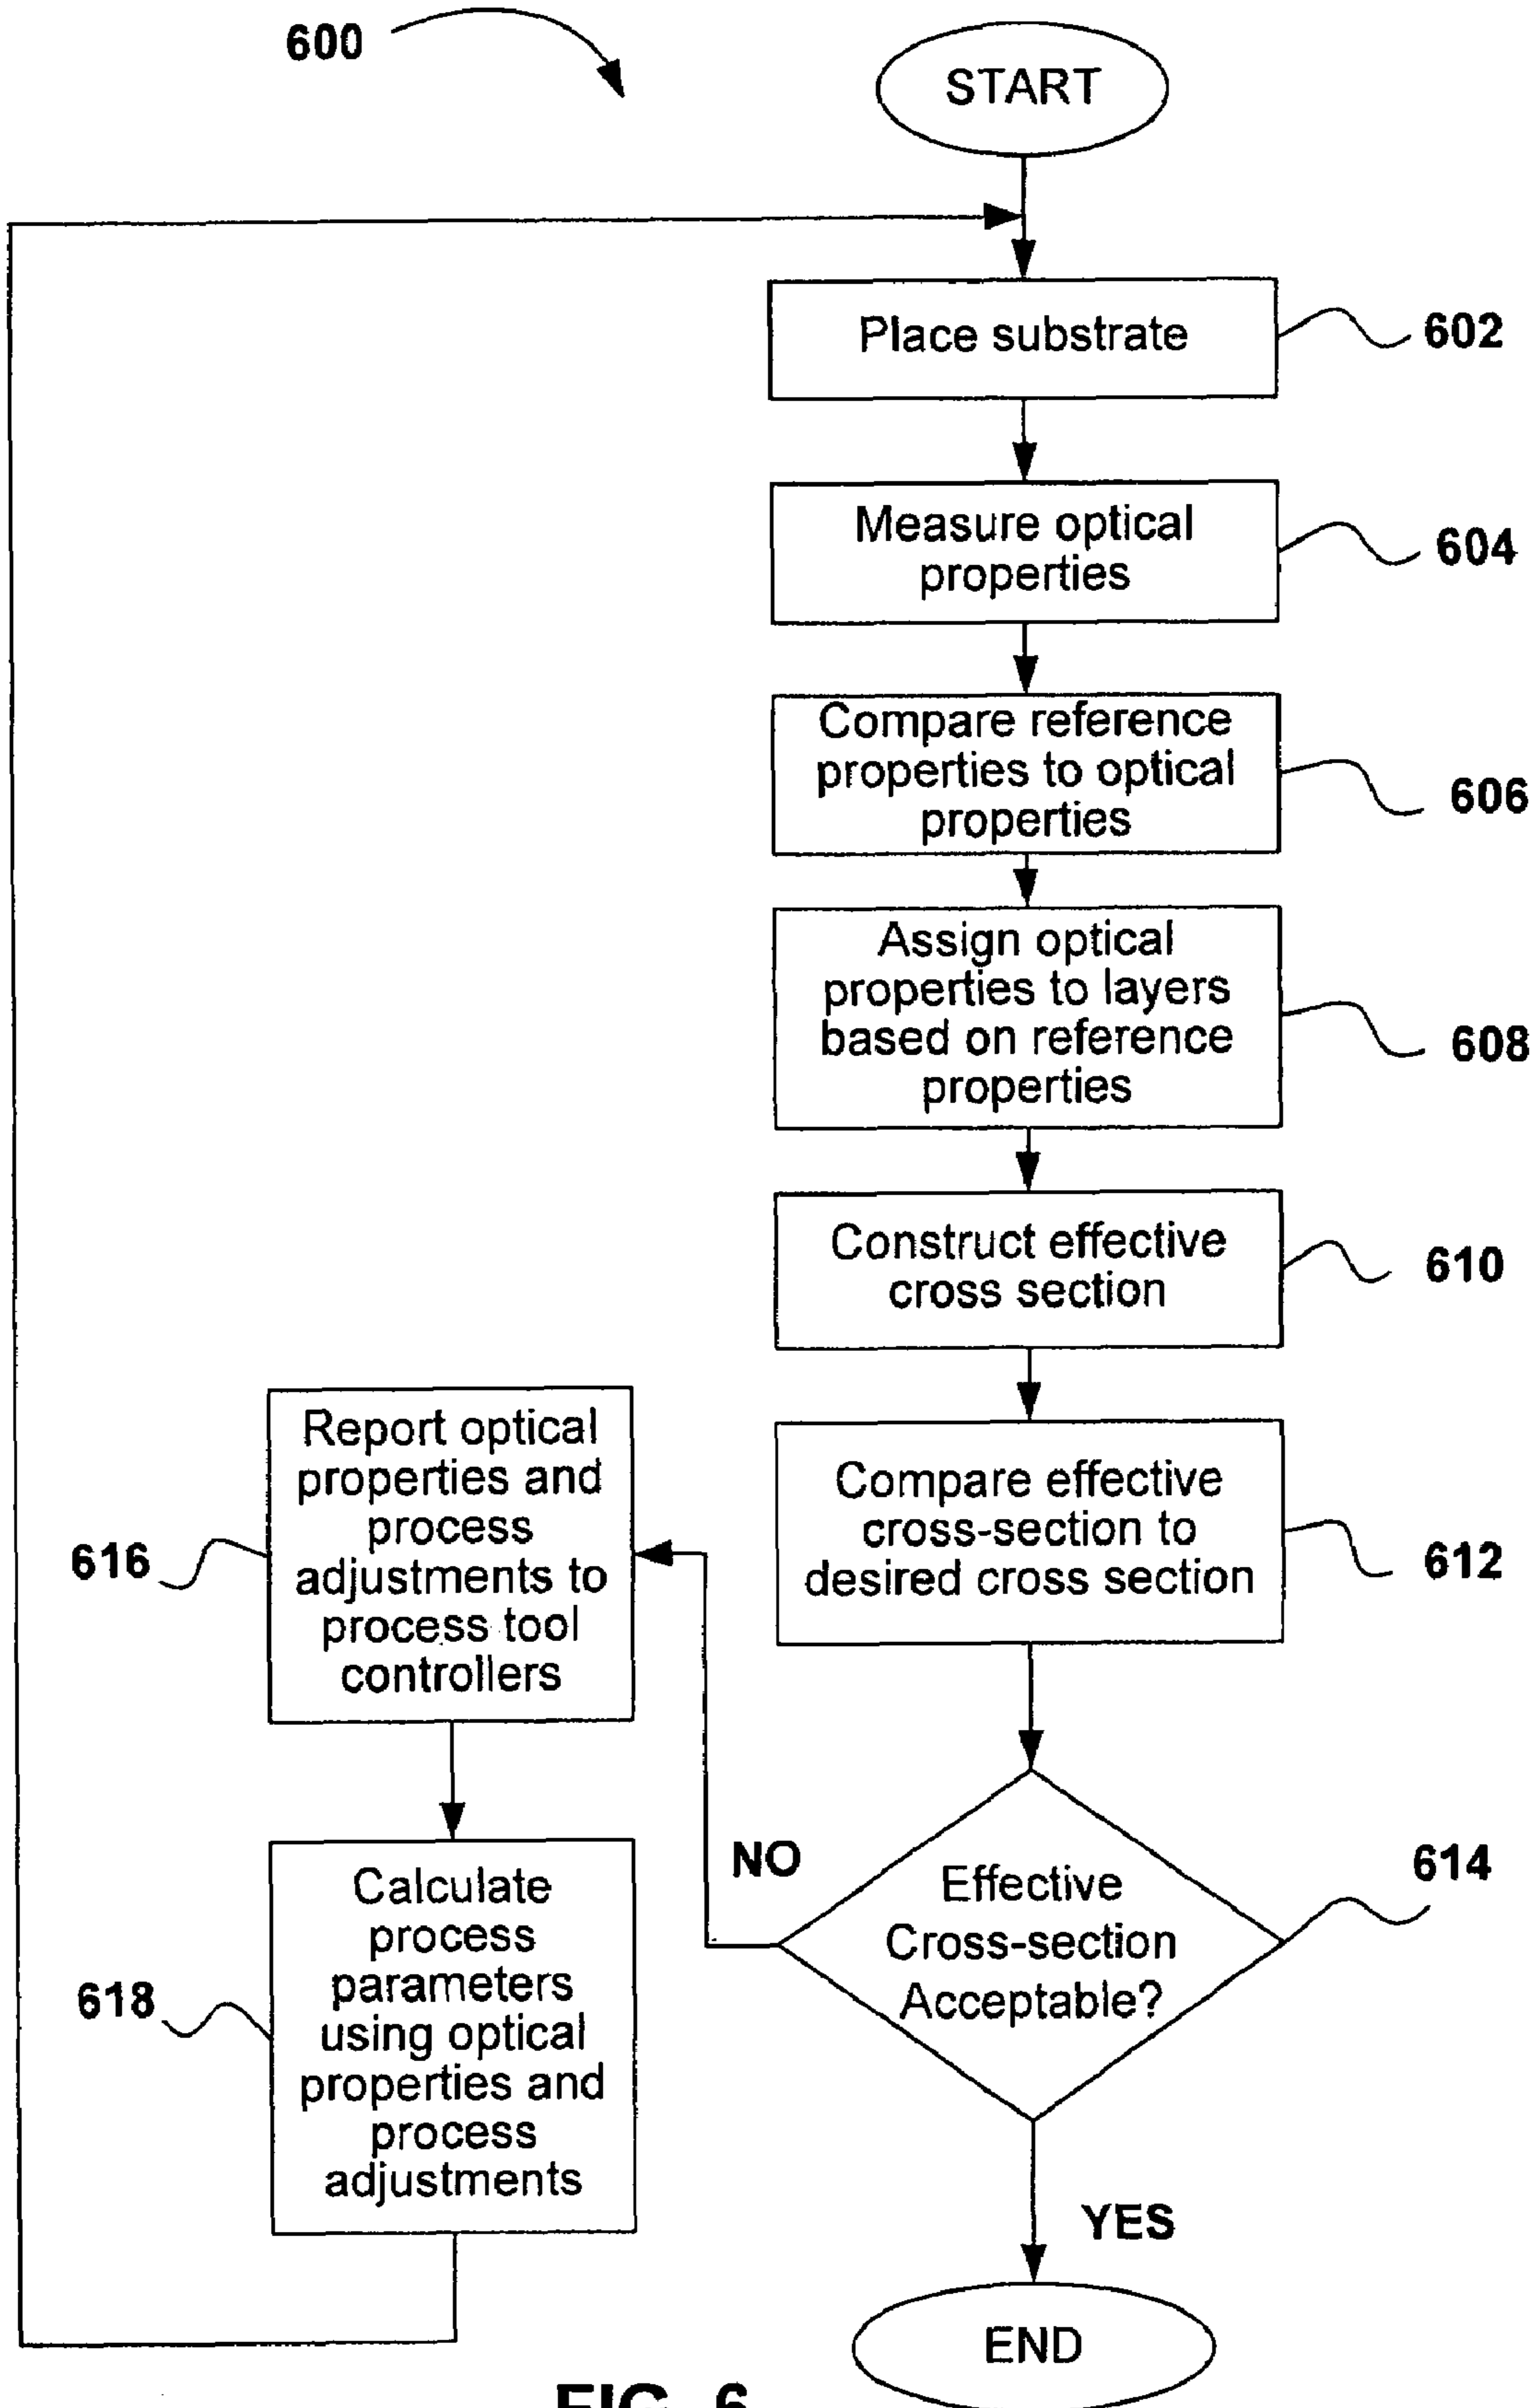 600
START
Place substrate
602
Measure optical
properties
604
Compare reference
properties to optical
properties
606
Assign optical
properties to layers
based on reference
properties
608
Construct effective
cross section
610
Compare effective
cross-section to
desired cross section
612
Effective
Cross-section
Acceptable?
614
NO
YES
Report optical
properties and
process
adjustments to
process tool
controllers
616
Calculate
process
parameters
using optical
properties and
process
adjustments
618
END
FIG. 6